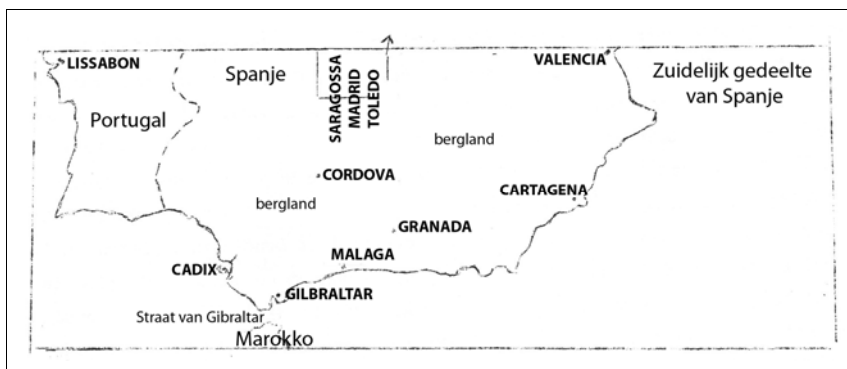 LISSABON
Spanje
SARAGOSSA
MADRID
TOLEDO
VALENCIA
Zuidelijk gedeelte
van Spanje
Portugal
bergland
CORDOVA
bergland
CARTAGENA
GRANADA
MALAGA
CADIX
GILBRALTAR
Straat van Gibraltar
Marokko